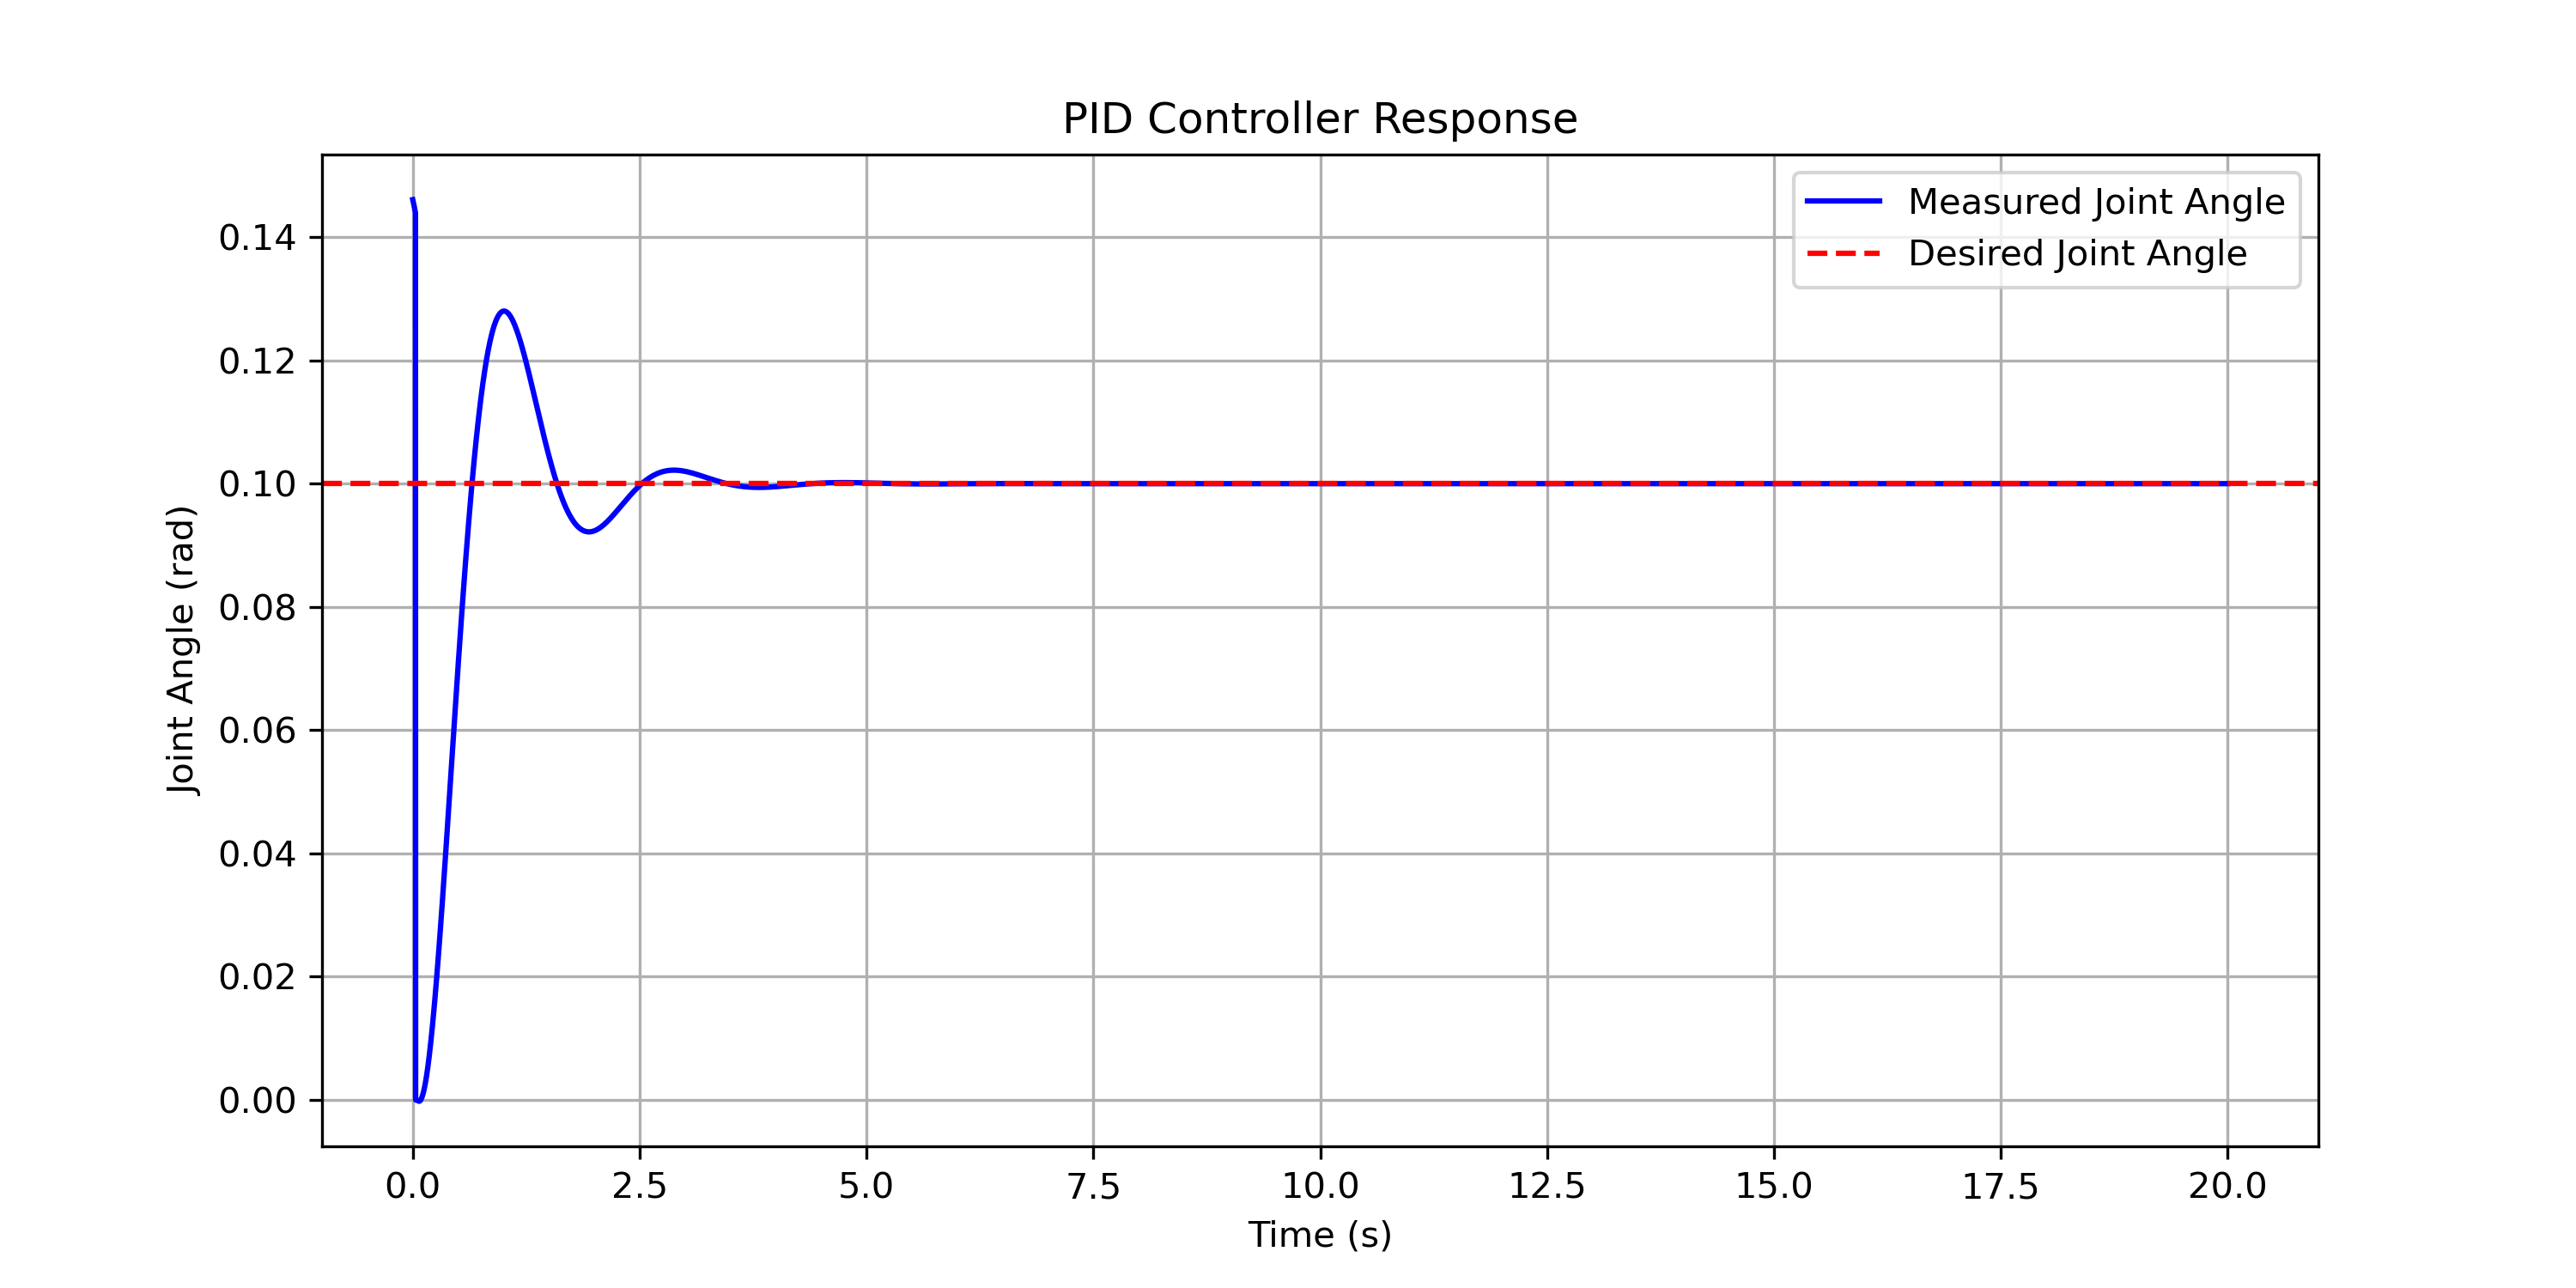 PID Controller Response
Measured Joint Angle
Desired Joint Angle
Joint Angle (rad)
0.14
0.12
0.10
0.08
0.06
0.04
0.02
0.00
0.0 2.5 5.0 7.5 10.0 12.5 15.0 17.5 20.0
Time (s)